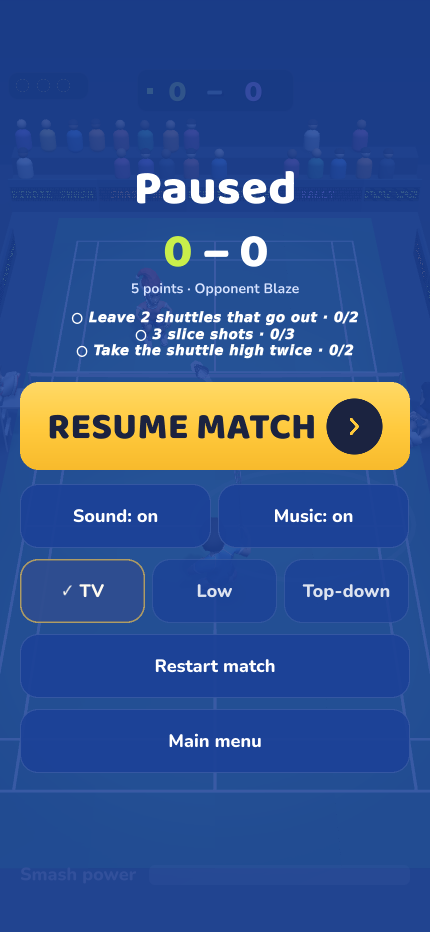 0 – 0
Paused
0 – 0
5 points · Opponent Blaze
○ Leave 2 shuttles that go out · 0/2
○ 3 slice shots · 0/3
○ Take the shuttle high twice · 0/2
RESUME MATCH
Sound: on
Music: on
✓ TV
Low
Top-down
Restart match
Main menu
Smash power